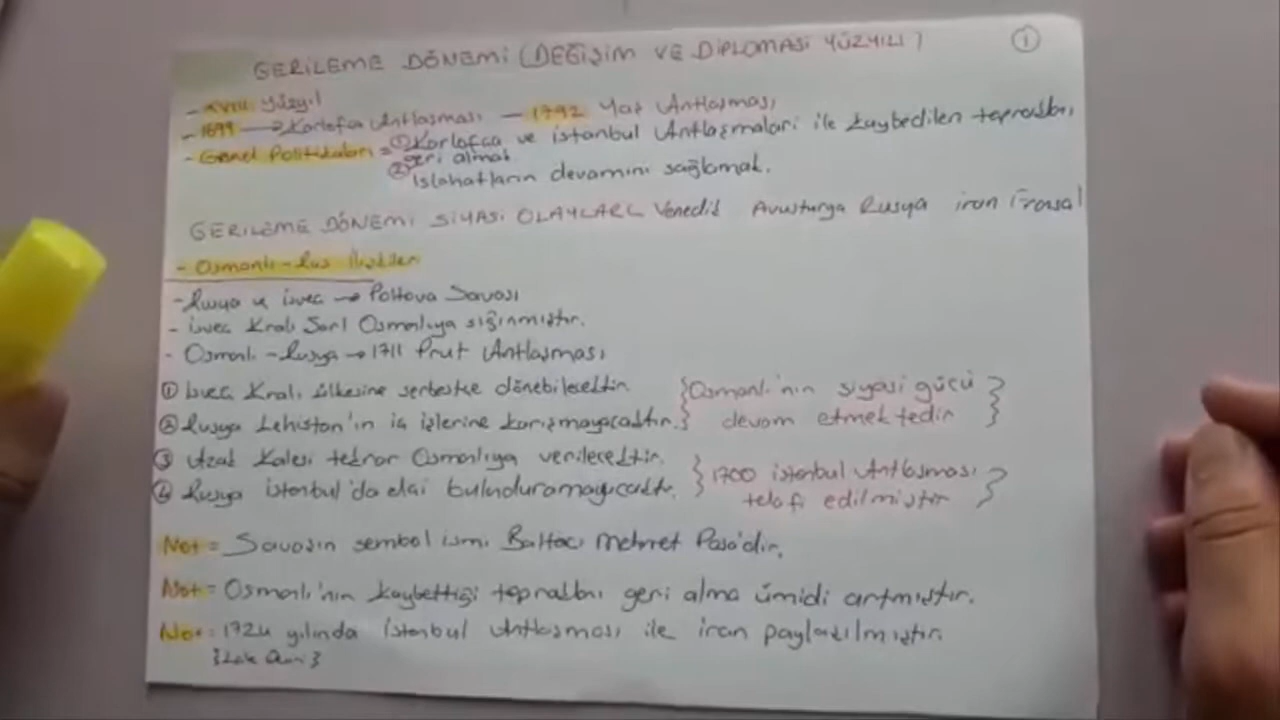 GERİLEME DÖNEMİ (DEĞİŞİM VE DİPLOMASİ YÜZYILI) 1
- XVIII. Yüzyıl
- 1699 → Karlofça Antlaşması - 1792 Yaş Antlaşması
- Genel Politikaları = ① Karlofça ve İstanbul Antlaşmaları ile kaybedilen toprakları
geri almak
② Islahatların devamını sağlamak.
GERİLEME DÖNEMİ SİYASİ OLAYLARI Venedik Avusturya Rusya İran Fransa
- Osmanlı-Rus İlişkileri
- Rusya ve İsveç → Poltova Savaşı
- İsveç Kralı Şarl Osmanlıya sığınmıştır.
- Osmanlı-Rusya → 1711 Prut Antlaşması
① İsveç Kralı ülkesine serbestçe dönebilecektir. } Osmanlı'nın siyasi gücü }
② Rusya Lehistan'ın iç işlerine karışmayacaktır. } devam etmektedir }
③ Azak Kalesi tekrar Osmanlıya verilecektir. } 1700 İstanbul Antlaşması }
④ Rusya İstanbul'da elçi bulunduramayacaktır. } telafi edilmiştir }
Not = Savaşın sembol ismi Baltacı Mehmet Paşa'dır.
Not = Osmanlı'nın kaybettiği toprakları geri alma ümidi artmıştır.
Not = 1724 yılında İstanbul Antlaşması ile İran paylaşılmıştır.
{Lale Devri}